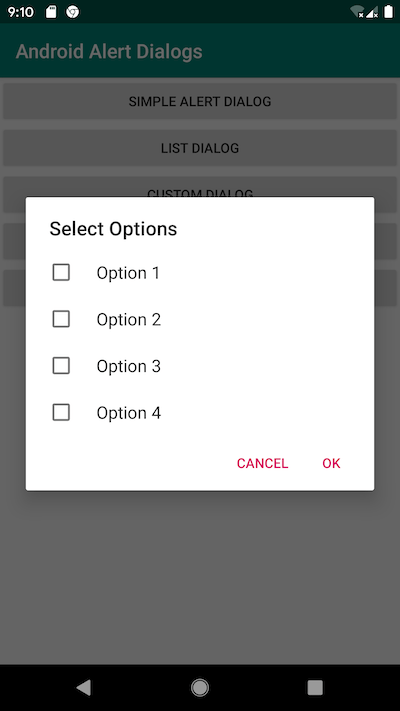 9:10
Android Alert Dialogs
SIMPLE ALERT DIALOG
LIST DIALOG
CUSTOM DIALOG
Select Options
Option 1
Option 2
Option 3
Option 4
CANCEL OK